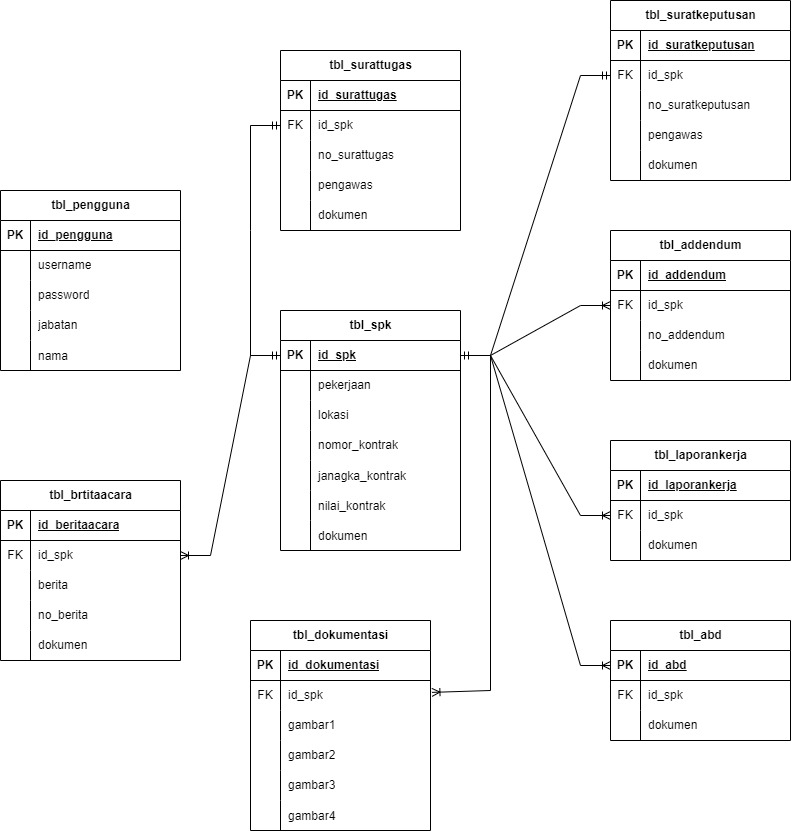 tbl_suratkeputusan
PK id_suratkeputusan
FK id_spk
no_suratkeputusan
pengawas
dokumen
tbl_surattugas
PK id_surattugas
FK id_spk
no_surattugas
pengawas
dokumen
tbl_pengguna
PK id_pengguna
username
password
jabatan
nama
tbl_addendum
PK id_addendum
FK id_spk
no_addendum
dokumen
tbl_spk
PK id_spk
pekerjaan
lokasi
nomor_kontrak
janagka_kontrak
nilai_kontrak
dokumen
tbl_laporankerja
PK id_laporankerja
FK id_spk
dokumen
tbl_brtitaacara
PK id_beritaacara
FK id_spk
berita
no_berita
dokumen
tbl_dokumentasi
PK id_dokumentasi
FK id_spk
gambar1
gambar2
gambar3
gambar4
tbl_abd
PK id_abd
FK id_spk
dokumen